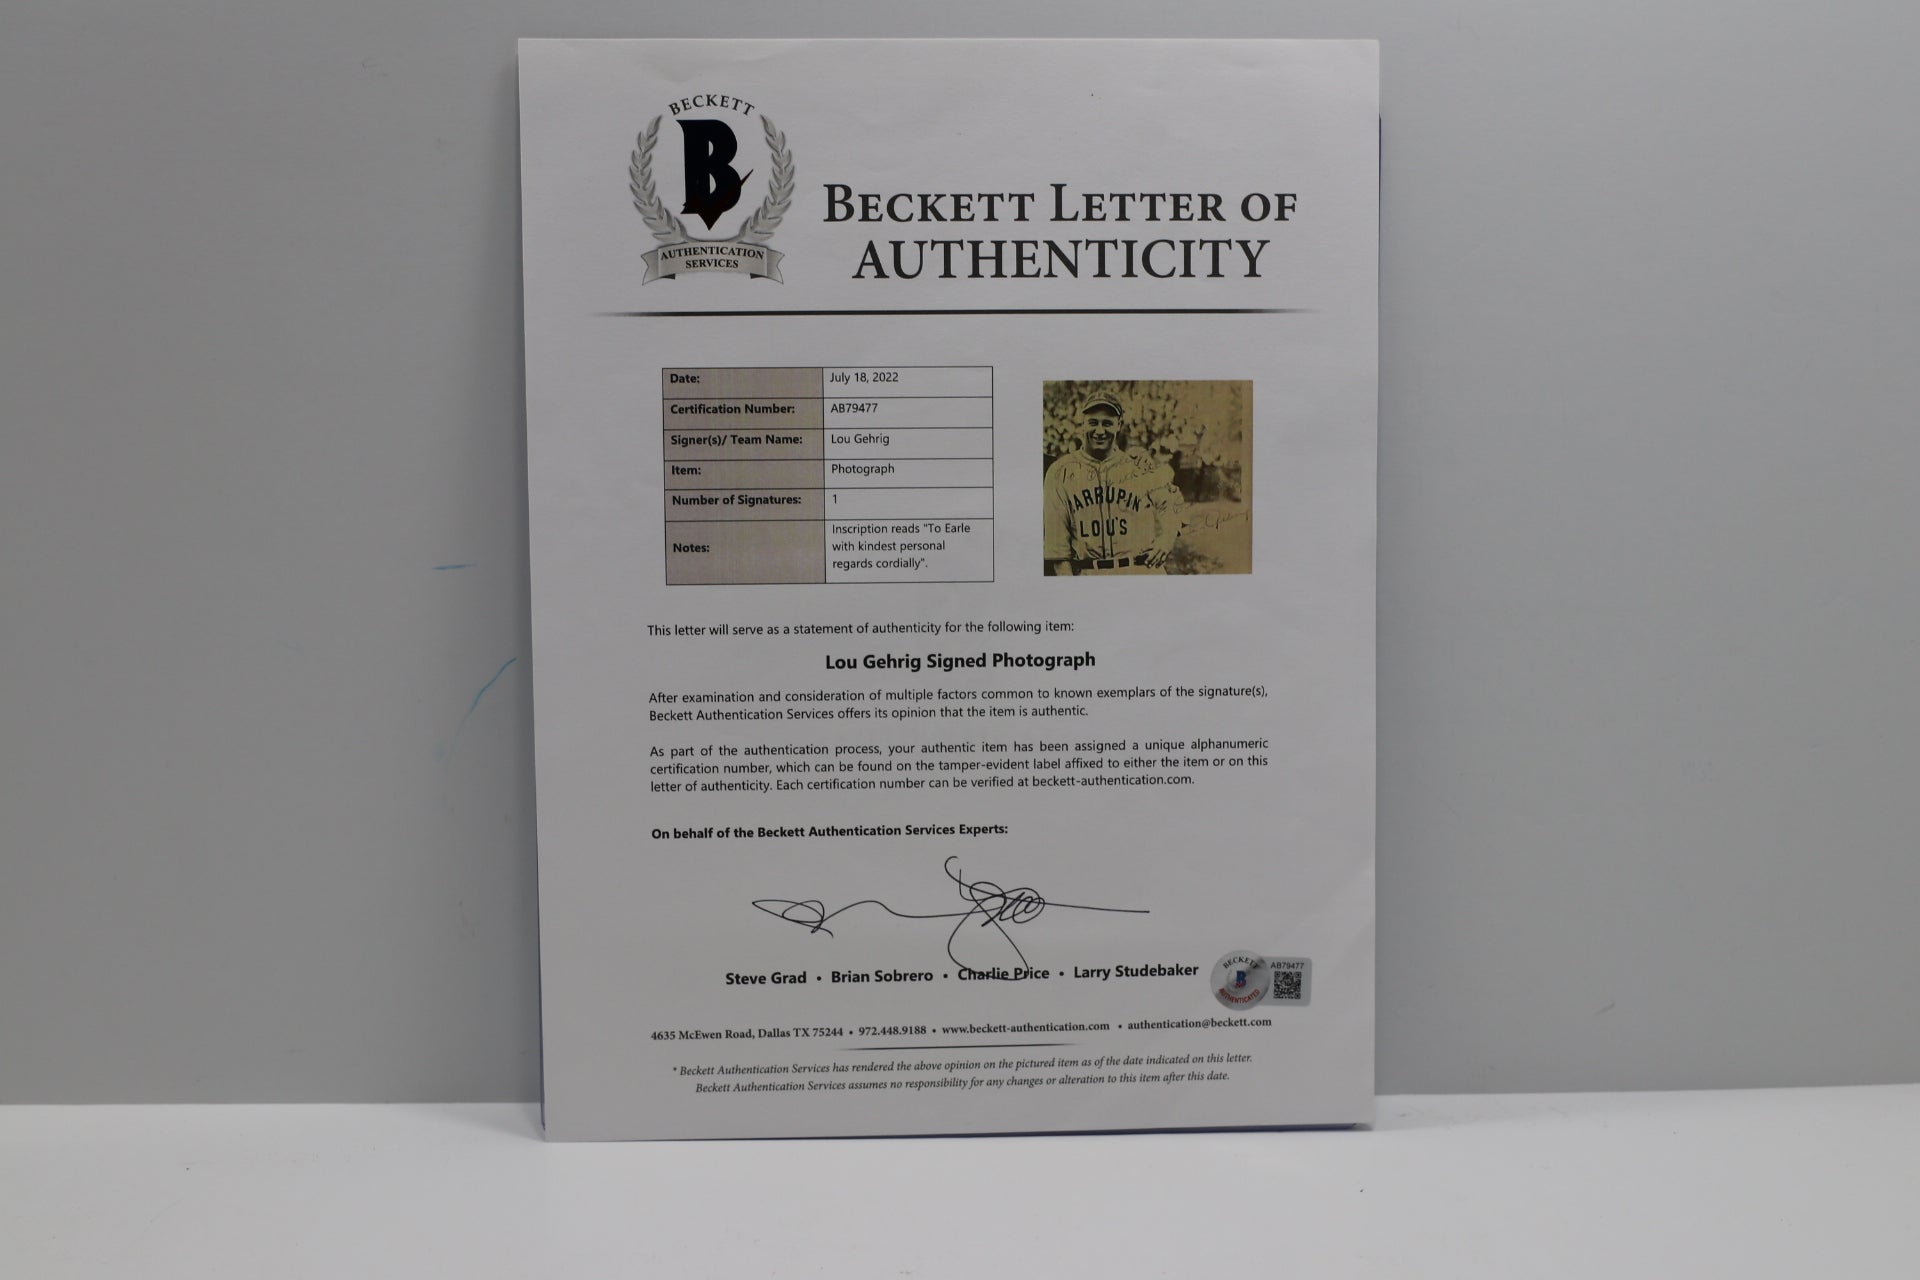 BECKETT
B
AUTHENTICATION
SERVICES
BECKETT LETTER OF
AUTHENTICITY
Date: July 18, 2022
Certification Number: AB79477
Signer(s)/ Team Name: Lou Gehrig
Item: Photograph
Number of Signatures: 1
Notes: Inscription reads "To Earle
with kindest personal
regards cordially".
LARRUPIN
LOU'S
This letter will serve as a statement of authenticity for the following item:
Lou Gehrig Signed Photograph
After examination and consideration of multiple factors common to known exemplars of the signature(s),
Beckett Authentication Services offers its opinion that the item is authentic.
As part of the authentication process, your authentic item has been assigned a unique alphanumeric
certification number, which can be found on the tamper-evident label affixed to either the item or on this
letter of authenticity. Each certification number can be verified at beckett-authentication.com.
On behalf of the Beckett Authentication Services Experts:
Steve Grad • Brian Sobrero • Charlie Price • Larry Studebaker
BECKETT
B
AUTHENTICATED
AB79477
4635 McEwen Road, Dallas TX 75244 • 972.448.9188 • www.beckett-authentication.com • authentication@beckett.com
* Beckett Authentication Services has rendered the above opinion on the pictured item as of the date indicated on this letter.
Beckett Authentication Services assumes no responsibility for any changes or alteration to this item after this date.